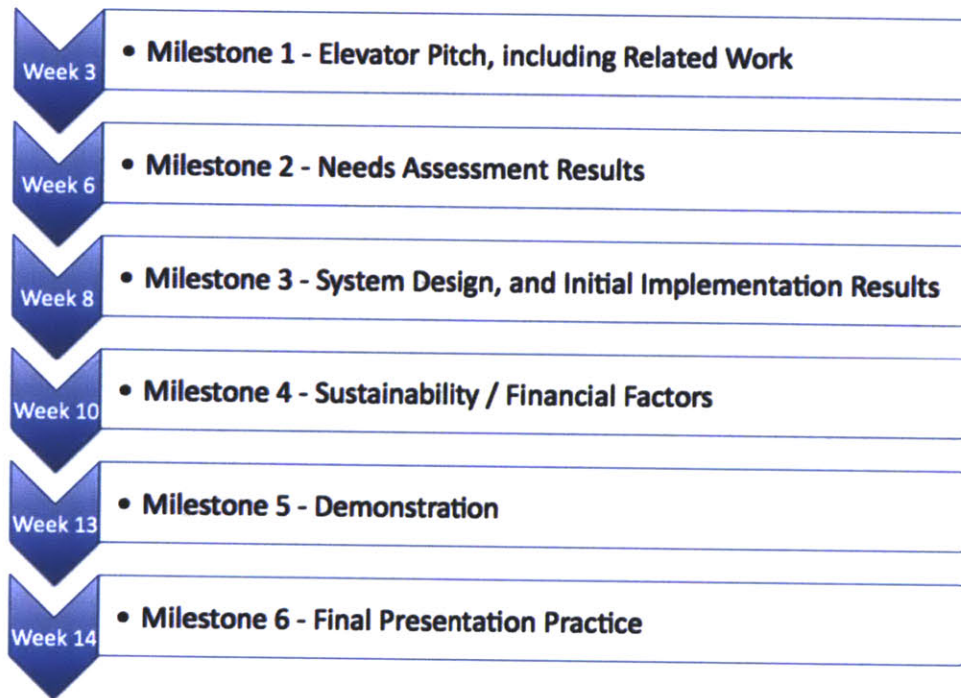 Week 3
• Milestone 1 - Elevator Pitch, including Related Work
Week 6
• Milestone 2 - Needs Assessment Results
Week 8
• Milestone 3 - System Design, and Initial Implementation Results
Week 10
• Milestone 4 - Sustainability / Financial Factors
Week 13
• Milestone 5 - Demonstration
Week 14
• Milestone 6 - Final Presentation Practice